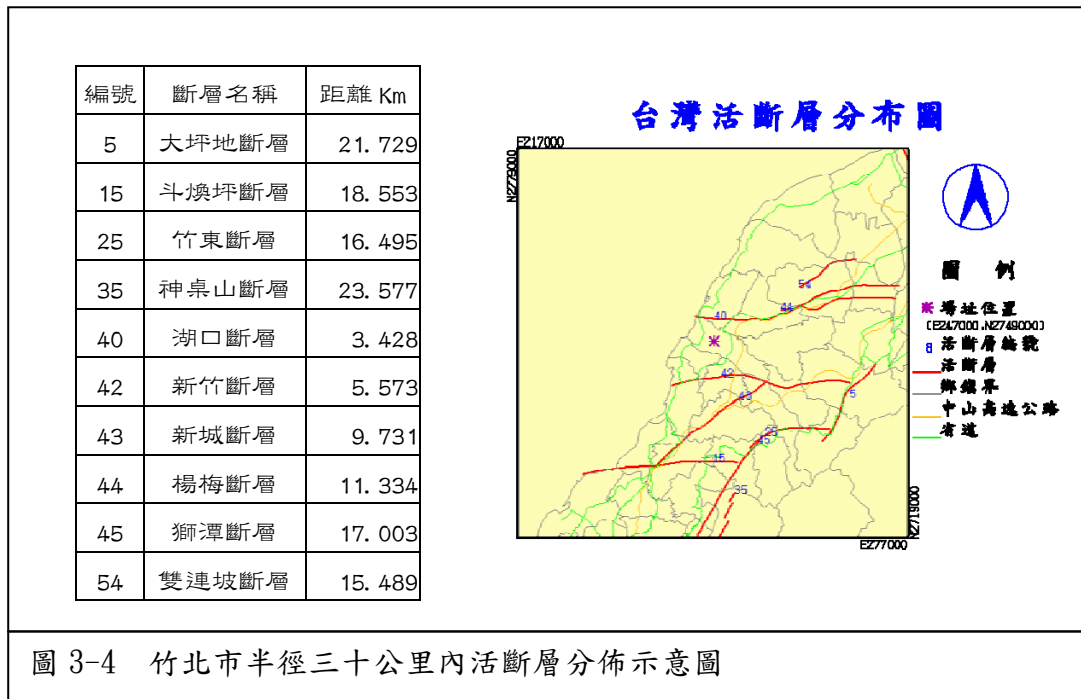 編號 斷層名稱 距離 Km
5 大坪地斷層 21.729
15 斗煥坪斷層 18.553
25 竹東斷層 16.495
35 神桌山斷層 23.577
40 湖口斷層 3.428
42 新竹斷層 5.573
43 新城斷層 9.731
44 楊梅斷層 11.334
45 獅潭斷層 17.003
54 雙連坡斷層 15.489
台灣活斷層分布圖
E217000
N2779000
54
44
40
42
43
5
25
45
15
35
N2719000
E277000
圖 例
場址位置
(E247000,N2749000)
8 活斷層編號
活斷層
鄉鎮界
中山高速公路
省道
圖 3-4 竹北市半徑三十公里內活斷層分佈示意圖